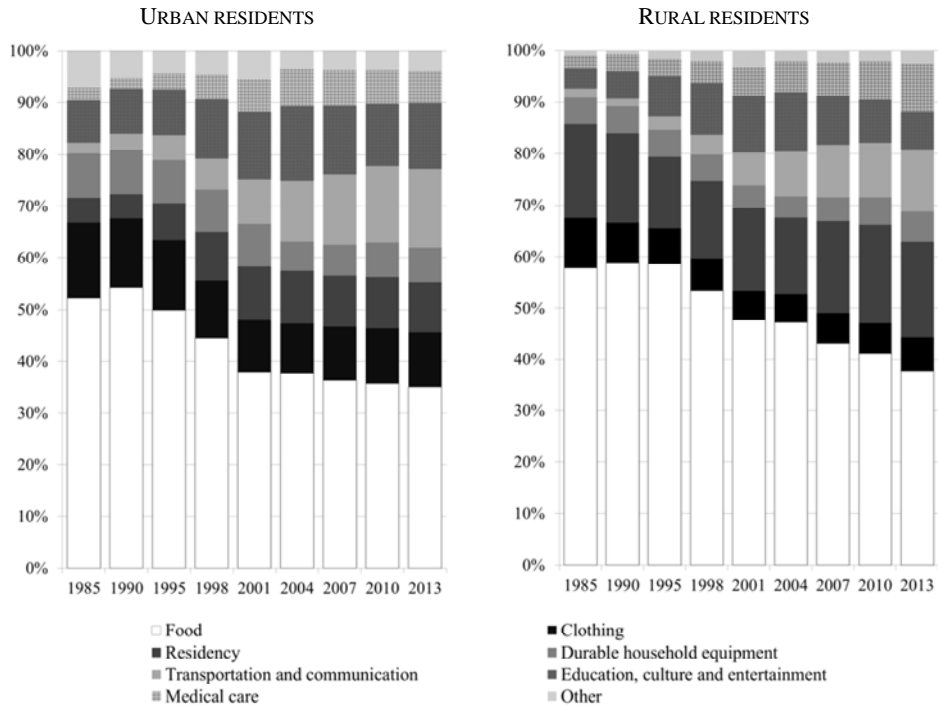 URBAN RESIDENTS
100%
90%
80%
70%
60%
50%
40%
30%
20%
10%
0%
1985 1990 1995 1998 2001 2004 2007 2010 2013
RURAL RESIDENTS
100%
90%
80%
70%
60%
50%
40%
30%
20%
10%
0%
1985 1990 1995 1998 2001 2004 2007 2010 2013
Food
Residency
Transportation and communication
Medical care
Clothing
Durable household equipment
Education, culture and entertainment
Other